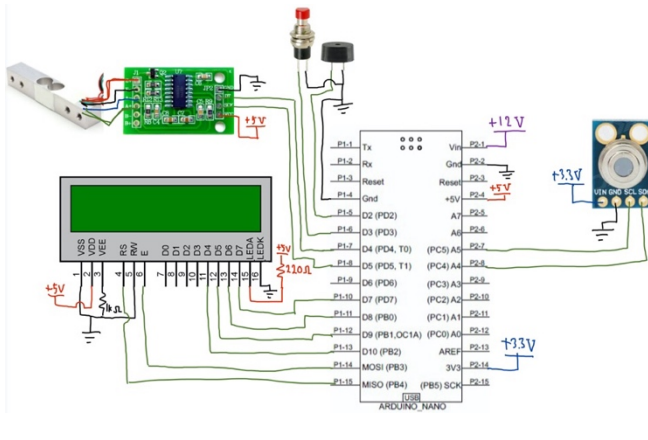 J1
+5V
+5V
VSS
VDD
VEE
RS
RW
E
D0
D1
D2
D3
D4
D5
D6
D7
LEDA
LEDK
1
2
3
4
5
6
7
8
9
10
11
12
13
14
15
16
+5V
220Ω
1kΩ
P1-1 Tx
P1-2 Rx
P1-3 Reset
P1-4 Gnd
P1-5 D2 (PD2)
P1-6 D3 (PD3)
P1-7 D4 (PD4, T0)
P1-8 D5 (PD5, T1)
P1-9 D6 (PD6)
P1-10 D7 (PD7)
P1-11 D8 (PB0)
P1-12 D9 (PB1,OC1A)
P1-13 D10 (PB2)
P1-14 MOSI (PB3)
P1-15 MISO (PB4)
Vin P2-1
Gnd P2-2
Reset P2-3
+5V P2-4
A7 P2-5
A6 P2-6
(PC5) A5 P2-7
(PC4) A4 P2-8
(PC3) A3 P2-9
(PC2) A2 P2-10
(PC1) A1 P2-11
(PC0) A0 P2-12
AREF P2-13
3V3 P2-14
(PB5) SCK P2-15
USB
ARDUINO_NANO
+12V
+5V
+3.3V
+3.3V
VIN GND SCL